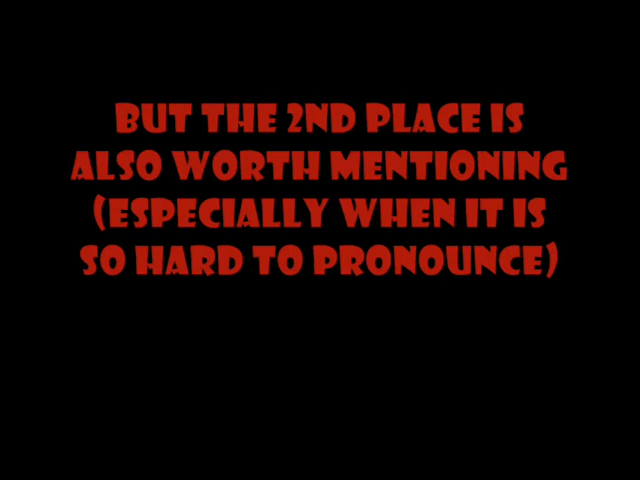 BUT THE 2ND PLACE IS
ALSO WORTH MENTIONING
(ESPECIALLY WHEN IT IS
SO HARD TO PRONOUNCE)